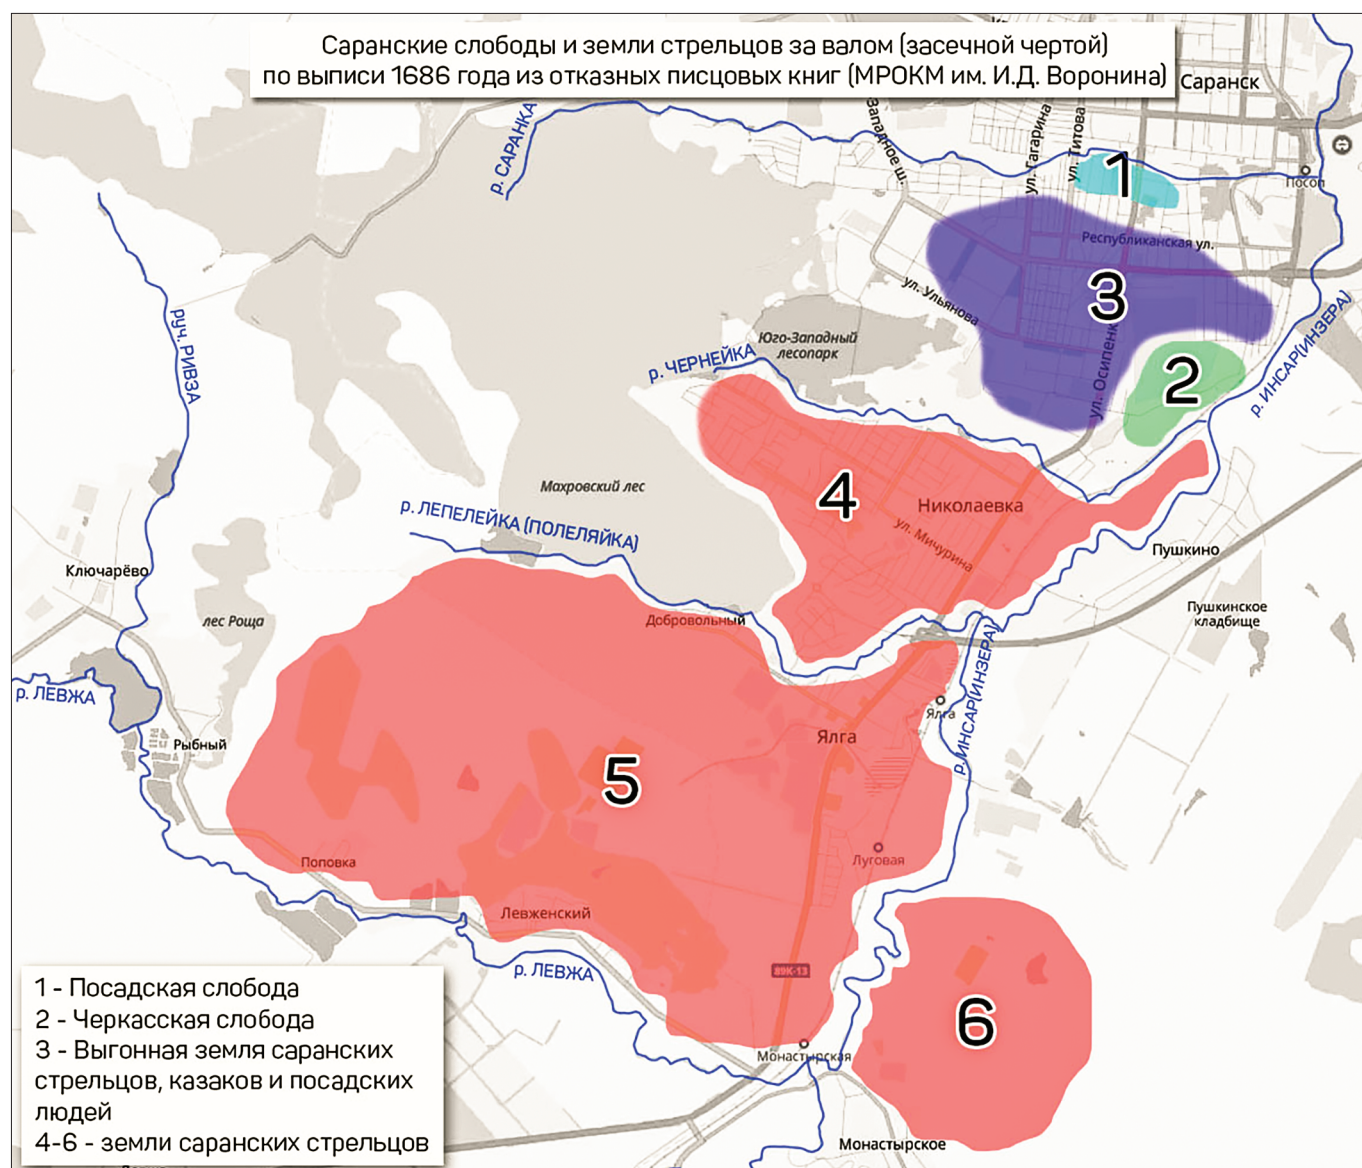 Саранские слободы и земли стрельцов за валом (засечной чертой)
по выписи 1686 года из отказных писцовых книг (МРОКМ им. И.Д. Воронина)
Саранск
р. САРАНКА
Западное ш.
ул. Гагарина
ул. Титова
1
Посоп
руч. РИВЗА
Республиканская ул.
3
ул. Ульянова
ул. Осипенк
р. ИНСАР(ИНЗЕРА)
Юго-Западный
лесопарк
р. ЧЕРНЕЙКА
2
Махровский лес
4
Николаевка
р. ЛЕПЕЛЕЙКА (ПОЛЕЛЯЙКА)
ул. Мичурина
Пушкино
Ключарёво
лес Роща
Добровольный
Пушкинское
кладбище
р. ИНСАР(ИНЗЕРА)
р. ЛЕВЖА
Рыбный
Ялга
Ялга
5
Поповка
Луговая
Левженский
р. ЛЕВЖА
89К-13
6
Монастырская
Монастырское
1 - Посадская слобода
2 - Черкасская слобода
3 - Выгонная земля саранских
стрельцов, казаков и посадских
людей
4-6 - земли саранских стрельцов